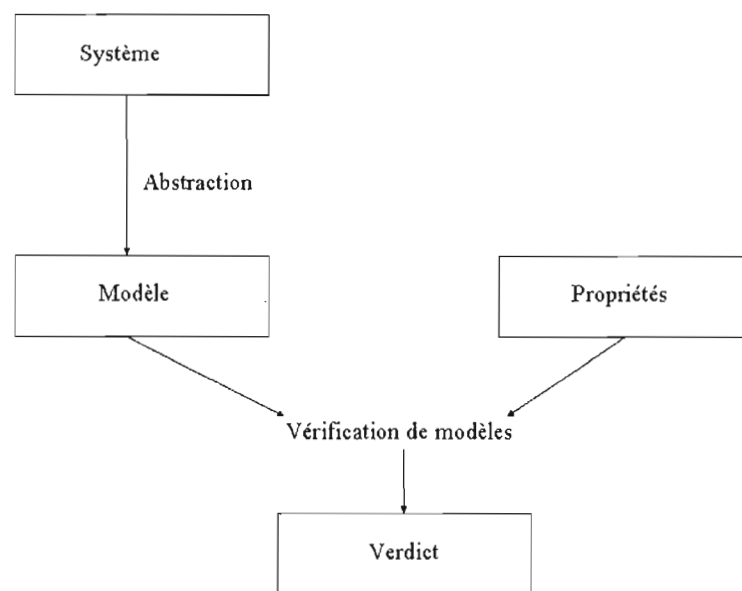 Système
Abstraction
Modèle
Propriétés
Vérification de modèles
Verdict